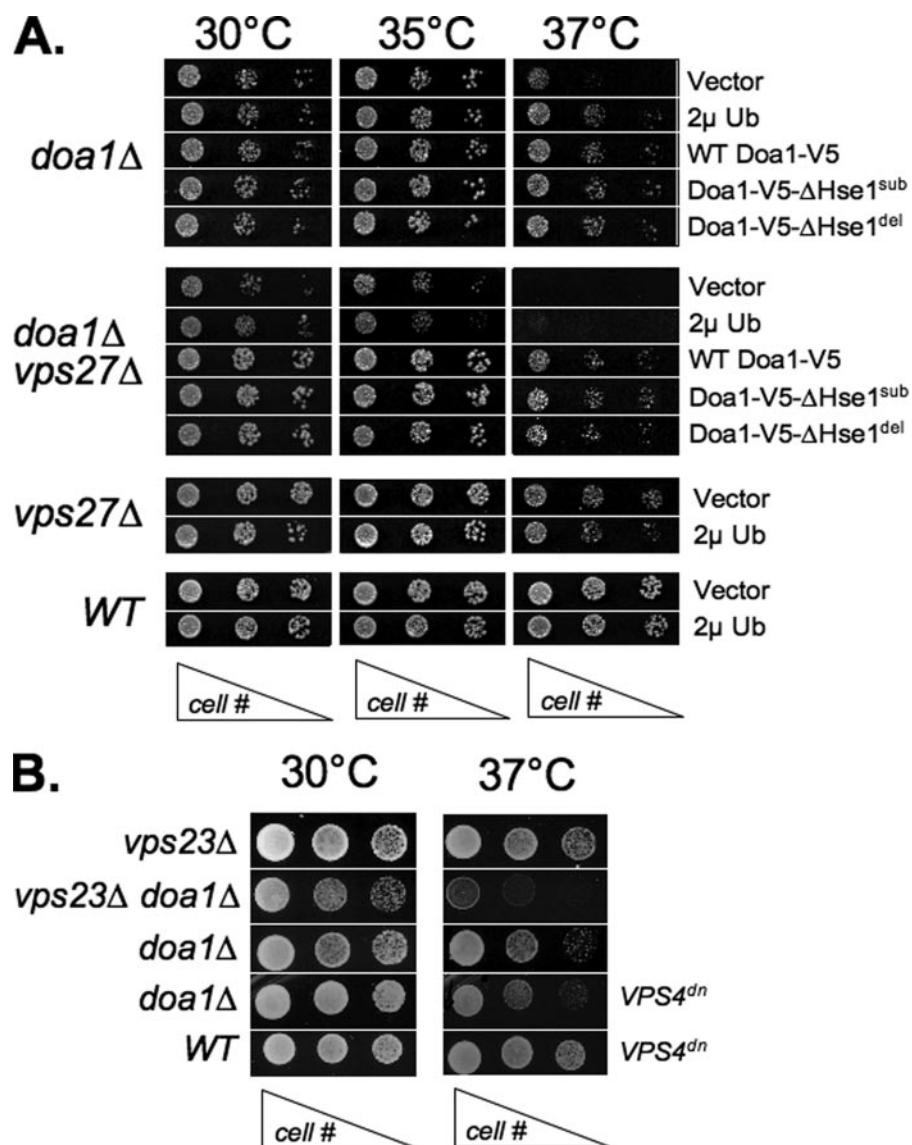 A.
30°C 35°C 37°C
doa1Δ
Vector
2µ Ub
WT Doa1-V5
Doa1-V5-ΔHse1sub
Doa1-V5-ΔHse1del
doa1Δ
vps27Δ
Vector
2µ Ub
WT Doa1-V5
Doa1-V5-ΔHse1sub
Doa1-V5-ΔHse1del
vps27Δ
Vector
2µ Ub
WT
Vector
2µ Ub
cell # cell # cell #
B.
30°C 37°C
vps23Δ
vps23Δ doa1Δ
doa1Δ
doa1Δ VPS4dn
WT VPS4dn
cell # cell #